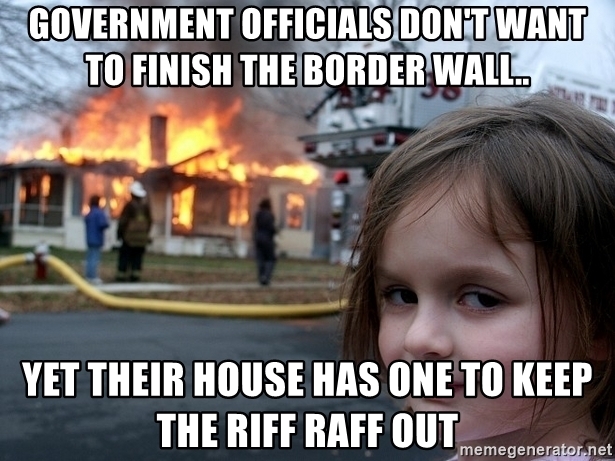 GOVERNMENT OFFICIALS DON'T WANT
TO FINISH THE BORDER WALL..
YET THEIR HOUSE HAS ONE TO KEEP
THE RIFF RAFF OUT
memegenerator.net